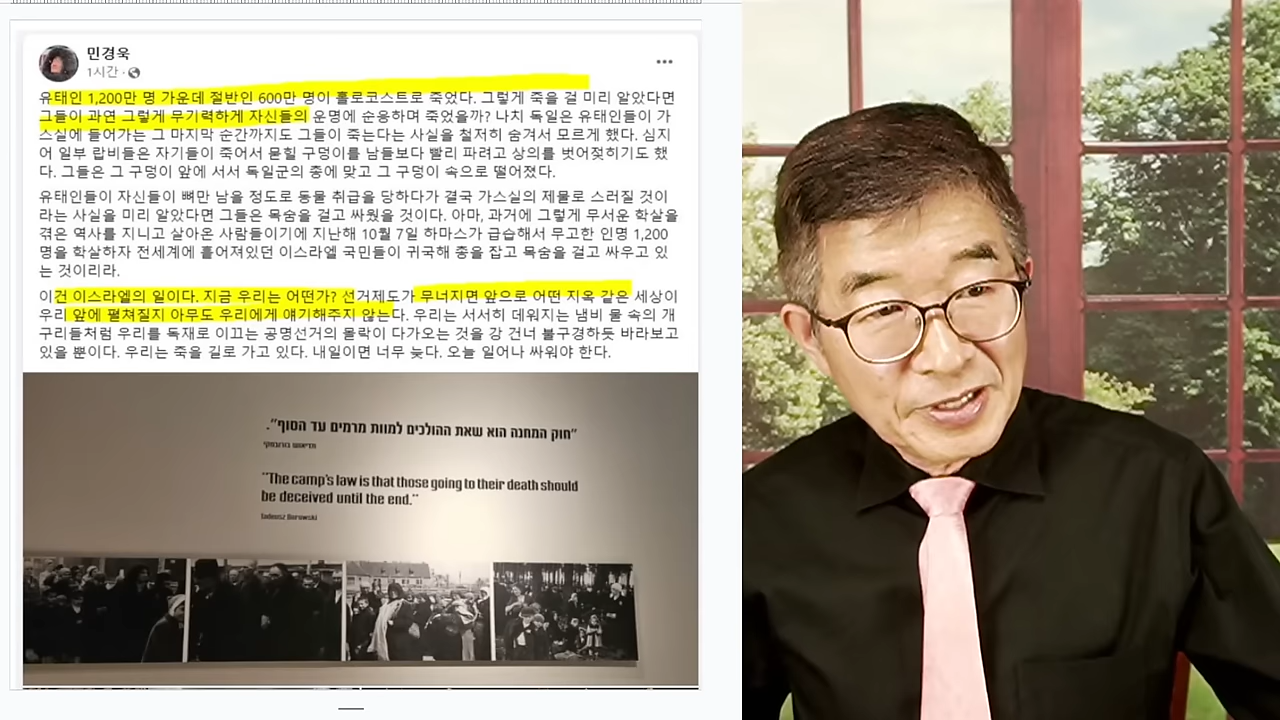 민경욱
1시간 ·
유태인 1,200만 명 가운데 절반인 600만 명이 홀로코스트로 죽었다. 그렇게 죽을 걸 미리 알았다면
그들이 과연 그렇게 무기력하게 자신들의 운명에 순응하며 죽었을까? 나치 독일은 유태인들이 가
스실에 들어가는 그 마지막 순간까지도 그들이 죽는다는 사실을 철저히 숨겨서 모르게 했다. 심지
어 일부 랍비들은 자기들이 죽어서 묻힐 구덩이를 남들보다 빨리 파려고 상의를 벗어젖히기도 했
다. 그들은 그 구덩이 앞에 서서 독일군의 총에 맞고 그 구덩이 속으로 떨어졌다.
유태인들이 자신들이 뼈만 남을 정도로 동물 취급을 당하다가 결국 가스실의 제물로 스러질 것이
라는 사실을 미리 알았다면 그들은 목숨을 걸고 싸웠을 것이다. 아마, 과거에 그렇게 무서운 학살을
겪은 역사를 지니고 살아온 사람들이기에 지난해 10월 7일 하마스가 급습해서 무고한 인명 1,200
명을 학살하자 전세계에 흩어져있던 이스라엘 국민들이 귀국해 총을 잡고 목숨을 걸고 싸우고 있
는 것이리라.
이건 이스라엘의 일이다. 지금 우리는 어떤가? 선거제도가 무너지면 앞으로 어떤 지옥 같은 세상이
우리 앞에 펼쳐질지 아무도 우리에게 얘기해주지 않는다. 우리는 서서히 데워지는 냄비 물 속의 개
구리들처럼 우리를 독재로 이끄는 공명선거의 몰락이 다가오는 것을 강 건너 불구경하듯 바라보고
있을 뿐이다. 우리는 죽을 길로 가고 있다. 내일이면 너무 늦다. 오늘 일어나 싸워야 한다.
"חוק המחנה הוא שאת ההולכים למוות מרמים עד הסוף".
טדיאוש בורובסקי
"The camp's law is that those going to their death should
be deceived until the end."
Tadeusz Borowski